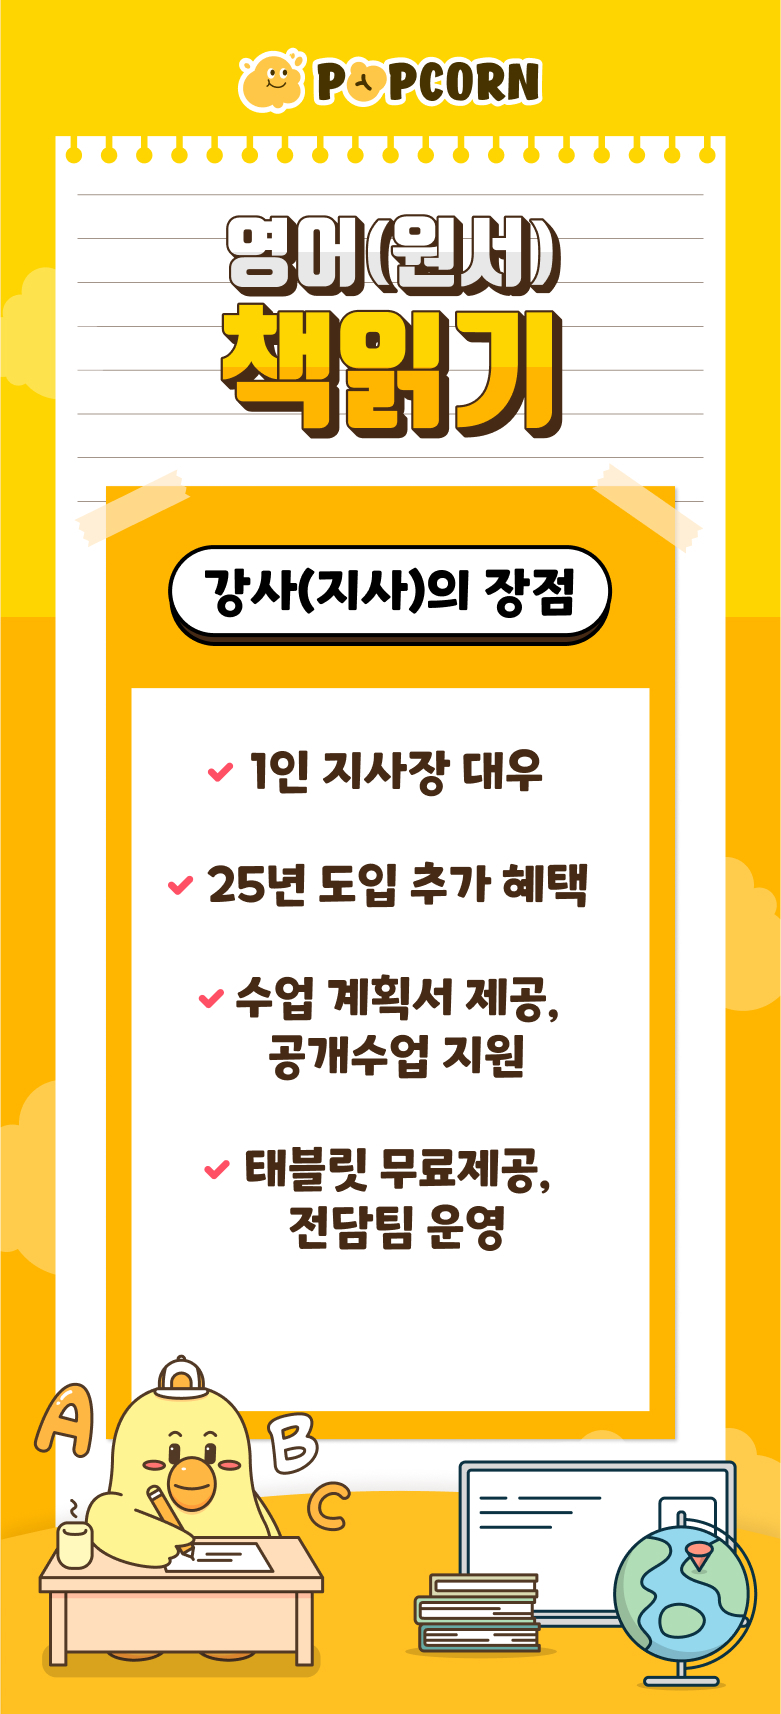 POPCORN
영어(원서)
책읽기
강사(지사)의 장점
1인 지사장 대우
25년 도입 추가 혜택
수업 계획서 제공,
공개수업 지원
태블릿 무료제공,
전담팀 운영
A
B
C